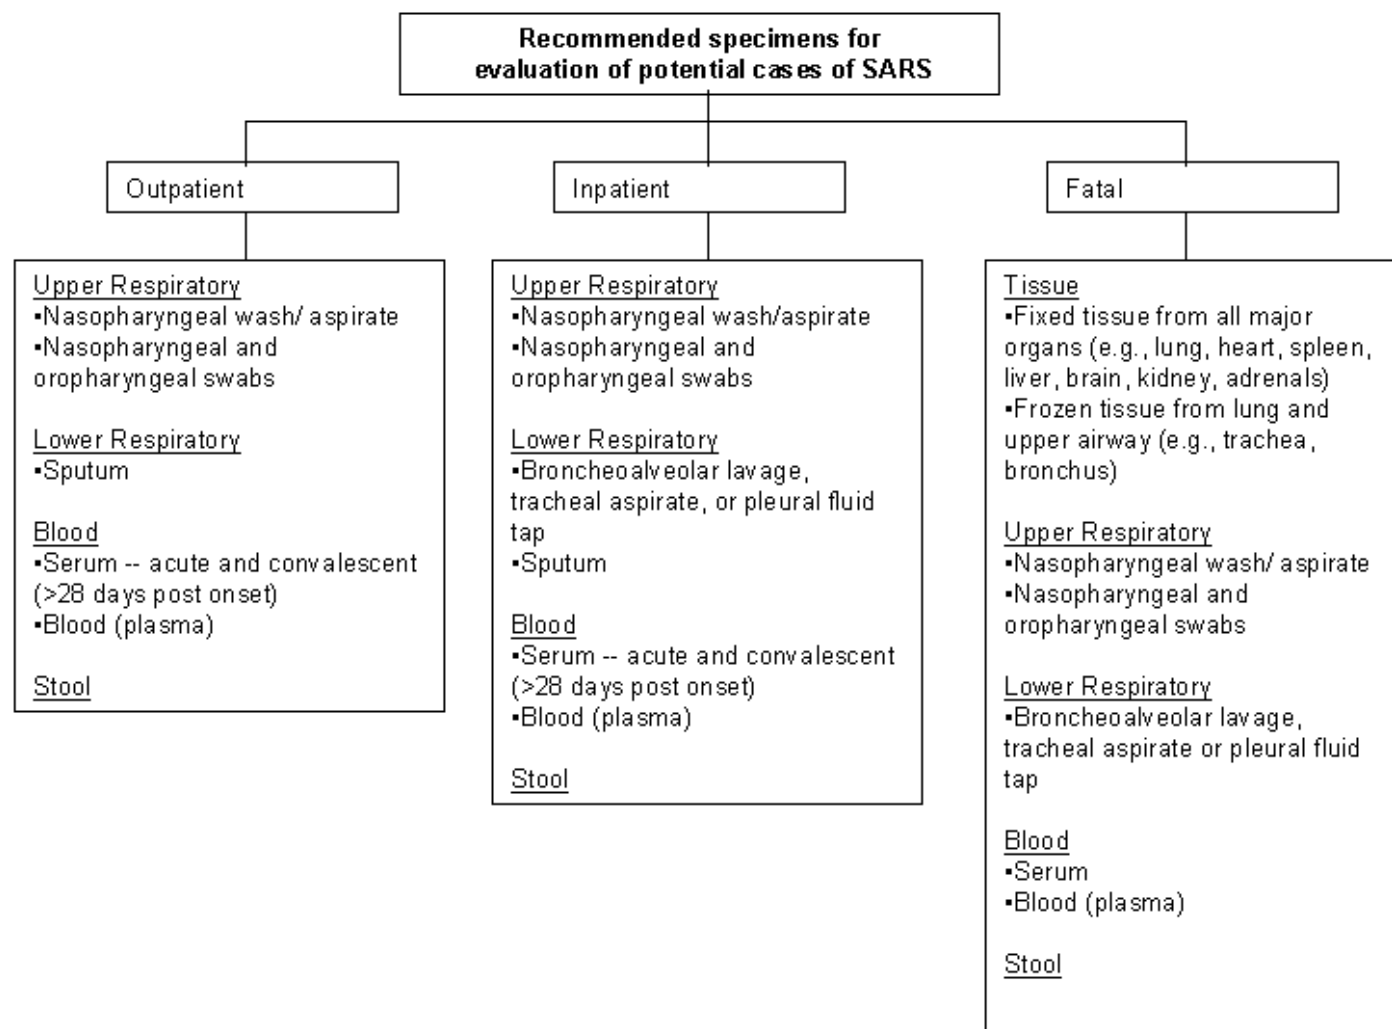 Recommended specimens for
evaluation of potential cases of SARS
Outpatient
Inpatient
Fatal
Upper Respiratory
▪Nasopharyngeal wash/ aspirate
▪Nasopharyngeal and
oropharyngeal swabs
Lower Respiratory
▪Sputum
Blood
▪Serum -- acute and convalescent
(>28 days post onset)
▪Blood (plasma)
Stool
Upper Respiratory
▪Nasopharyngeal wash/aspirate
▪Nasopharyngeal and
oropharyngeal swabs
Lower Respiratory
▪Broncheoalveolar lavage,
tracheal aspirate, or pleural fluid
tap
▪Sputum
Blood
▪Serum -- acute and convalescent
(>28 days post onset)
▪Blood (plasma)
Stool
Tissue
▪Fixed tissue from all major
organs (e.g., lung, heart, spleen,
liver, brain, kidney, adrenals)
▪Frozen tissue from lung and
upper airway (e.g., trachea,
bronchus)
Upper Respiratory
▪Nasopharyngeal wash/ aspirate
▪Nasopharyngeal and
oropharyngeal swabs
Lower Respiratory
▪Broncheoalveolar lavage,
tracheal aspirate or pleural fluid
tap
Blood
▪Serum
▪Blood (plasma)
Stool